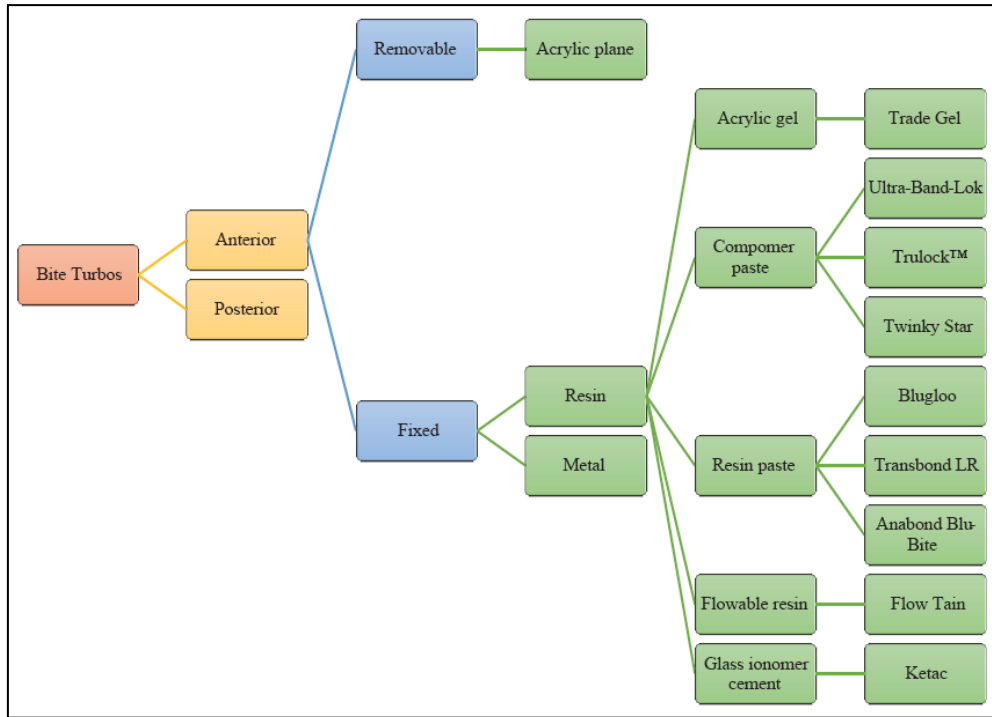 Removable
Acrylic plane
Acrylic gel
Trade Gel
Ultra-Band-Lok
Anterior
Compomer
paste
Bite Turbos
Trulock™
Posterior
Twinky Star
Resin
Blugloo
Fixed
Metal
Resin paste
Transbond LR
Anabond Blu-
Bite
Flowable resin
Flow Tain
Glass ionomer
cement
Ketac